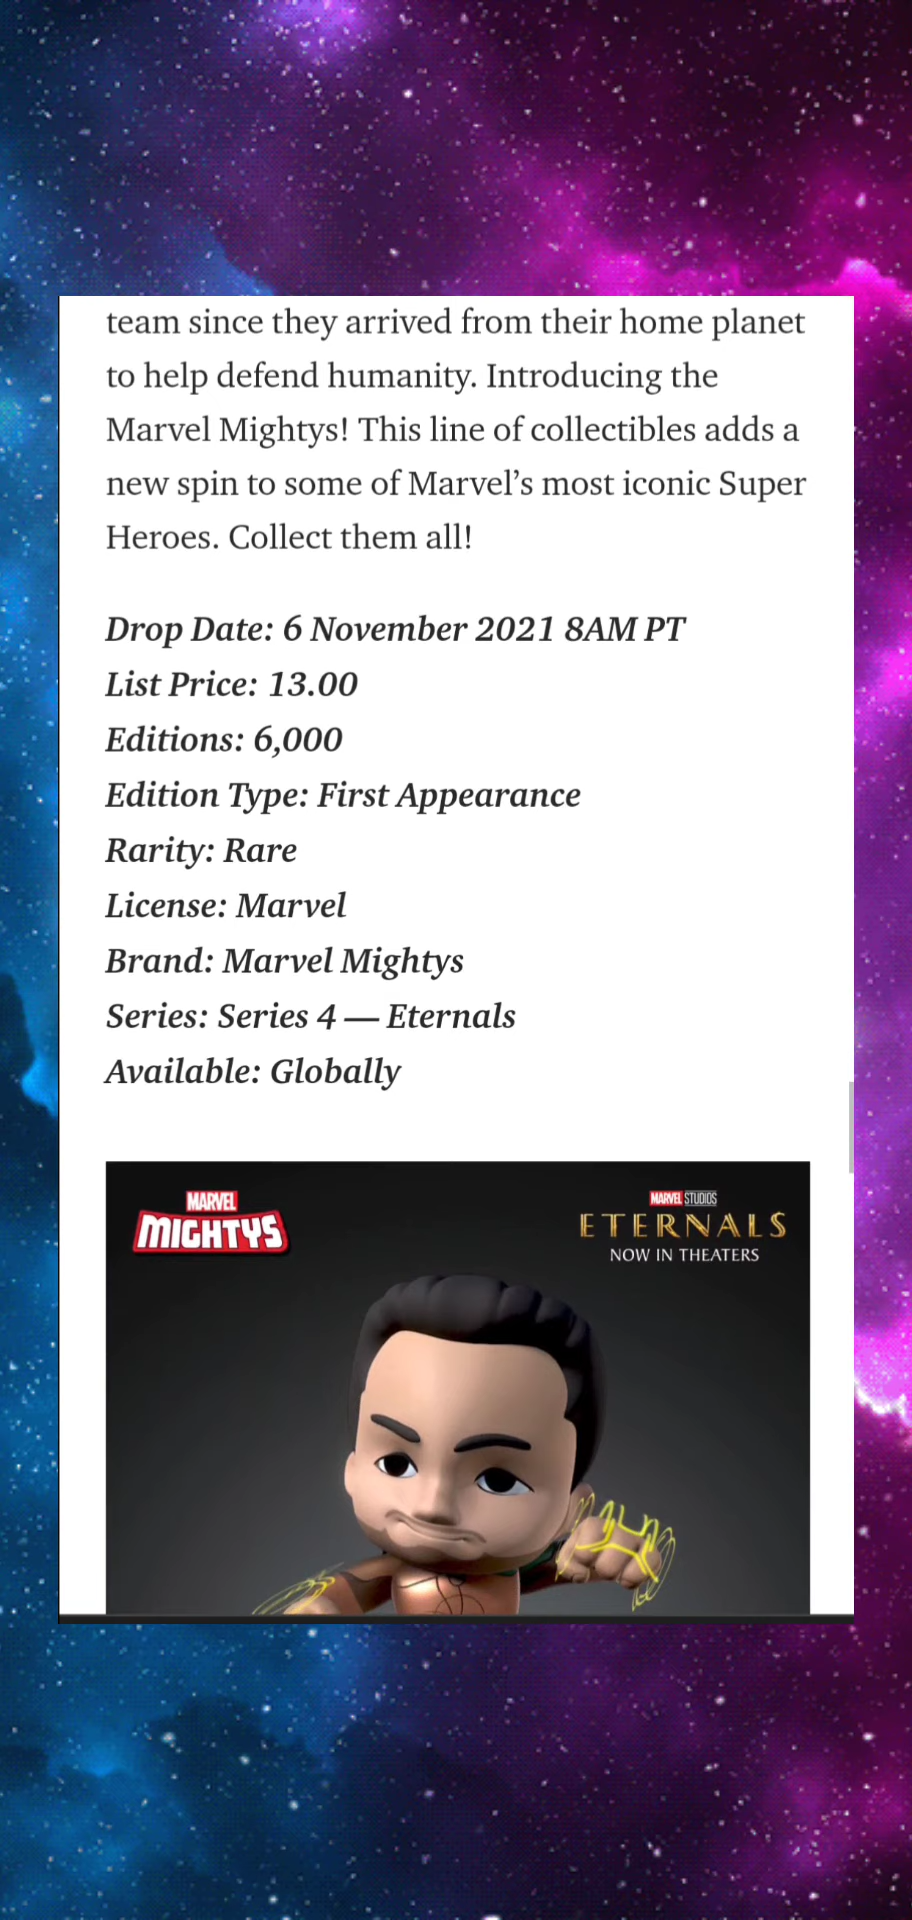 team since they arrived from their home planet
to help defend humanity. Introducing the
Marvel Mightys! This line of collectibles adds a
new spin to some of Marvel’s most iconic Super
Heroes. Collect them all!
Drop Date: 6 November 2021 8AM PT
List Price: 13.00
Editions: 6,000
Edition Type: First Appearance
Rarity: Rare
License: Marvel
Brand: Marvel Mightys
Series: Series 4 — Eternals
Available: Globally
MARVEL
MIGHTYS
MARVEL STUDIOS
ETERNALS
NOW IN THEATERS